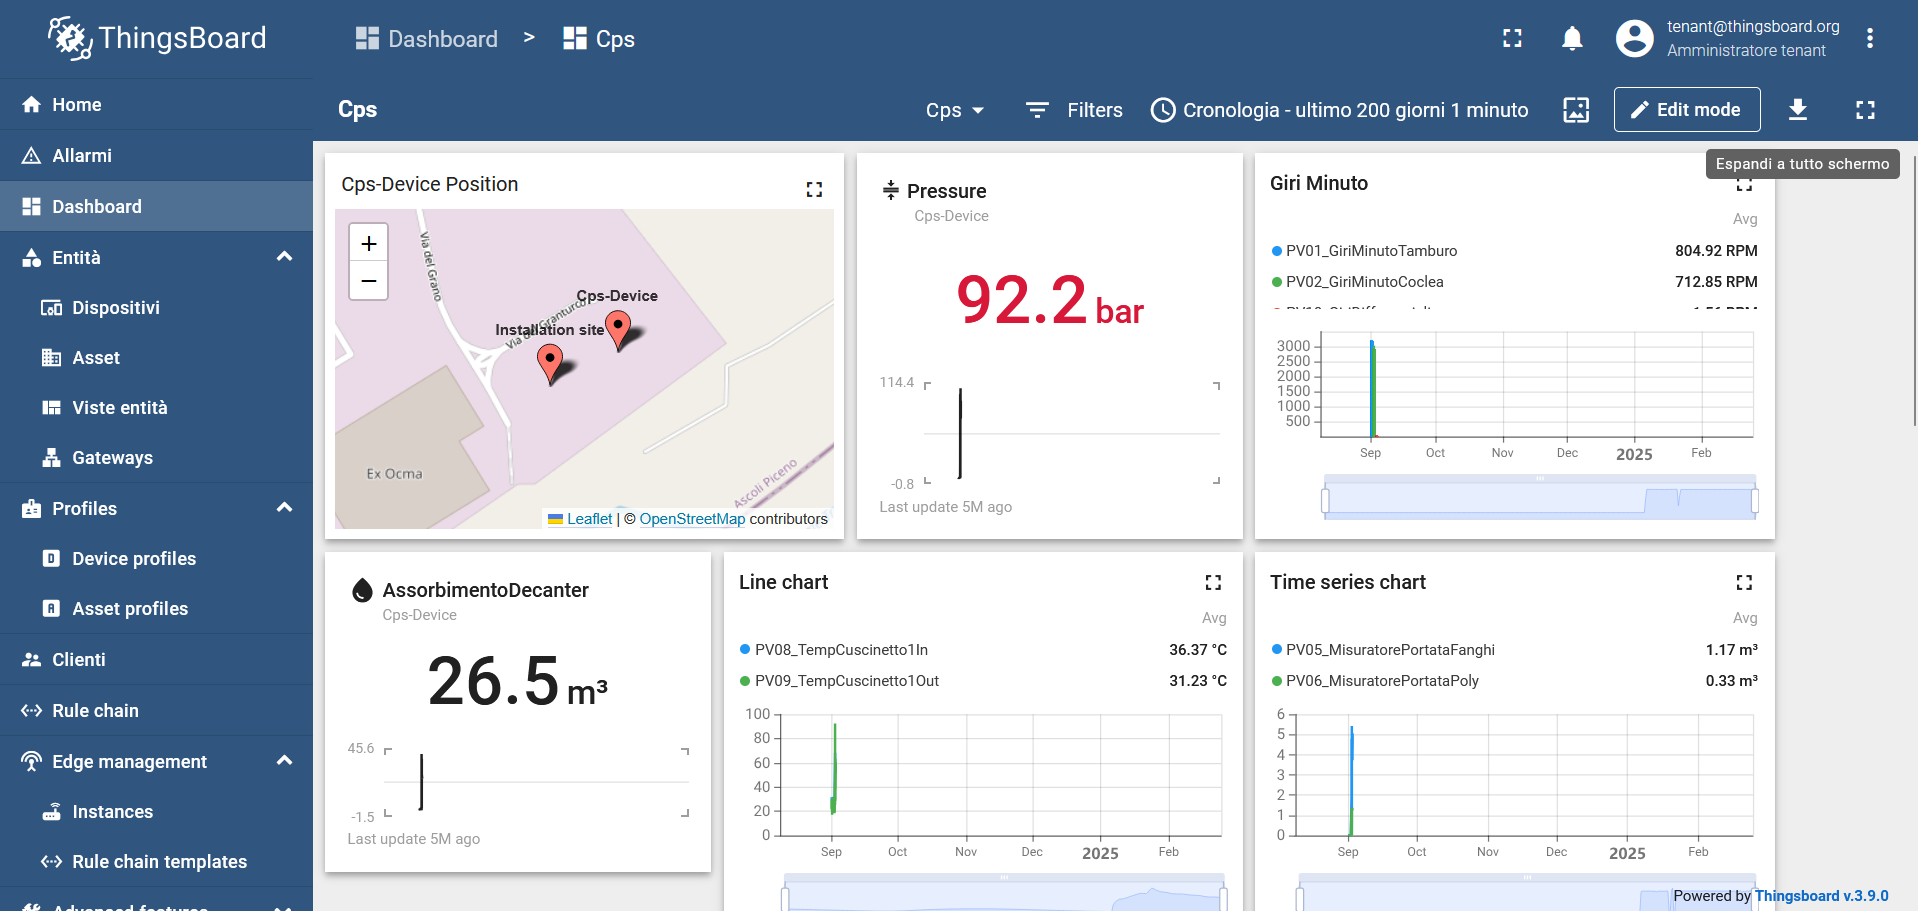 ThingsBoard
Dashboard > Cps
tenant@thingsboard.org
Amministratore tenant
Home
Allarmi
Dashboard
Entità
Dispositivi
Asset
Viste entità
Gateways
Profiles
Device profiles
Asset profiles
Clienti
Rule chain
Edge management
Instances
Rule chain templates
Advanced features
Cps
Cps
Filters
Cronologia - ultimo 200 giorni 1 minuto
Edit mode
Espandi a tutto schermo
Cps-Device Position
+
−
Via del Grano
Cps-Device
Via del Granturco
Installation site
Ex Ocma
Ascoli Piceno
Leaflet | © OpenStreetMap contributors
Pressure
Cps-Device
92.2 bar
114.4
-0.8
Last update 5M ago
Giri Minuto
Avg
PV01_GiriMinutoTamburo 804.92 RPM
PV02_GiriMinutoCoclea 712.85 RPM
3000
2500
2000
1500
1000
500
Sep Oct Nov Dec 2025 Feb
AssorbimentoDecanter
Cps-Device
26.5 m³
45.6
-1.5
Last update 5M ago
Line chart
Avg
PV08_TempCuscinetto1In 36.37 °C
PV09_TempCuscinetto1Out 31.23 °C
100
80
60
40
20
0
Sep Oct Nov Dec 2025 Feb
Time series chart
Avg
PV05_MisuratorePortataFanghi 1.17 m³
PV06_MisuratorePortataPoly 0.33 m³
6
5
4
3
2
1
0
Sep Oct Nov Dec 2025 Feb
Powered by Thingsboard v.3.9.0